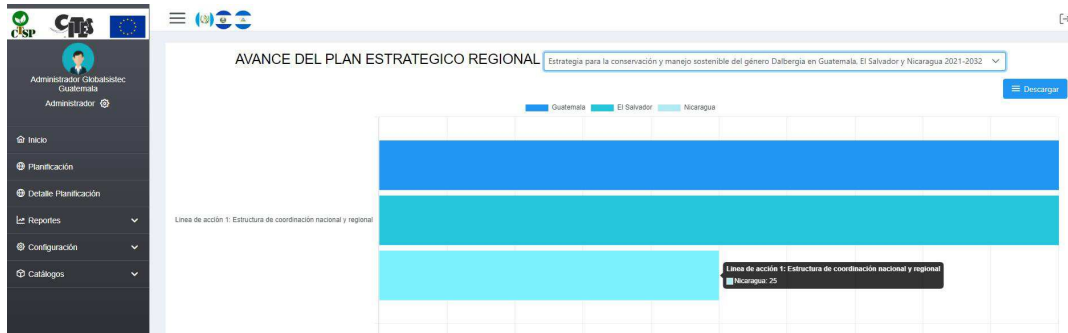 CTSP
CITES
Administrador Globalsistec
Guatemala
Administrador
Inicio
Planificación
Detalle Planificación
Reportes
Configuración
Catálogos
AVANCE DEL PLAN ESTRATEGICO REGIONAL
Estrategia para la conservación y manejo sostenible del género Dalbergia en Guatemala, El Salvador y Nicaragua 2021-2032
Descargar
Guatemala El Salvador Nicaragua
Linea de acción 1: Estructura de coordinación nacional y regional
Linea de acción 1: Estructura de coordinación nacional y regional
Nicaragua: 25